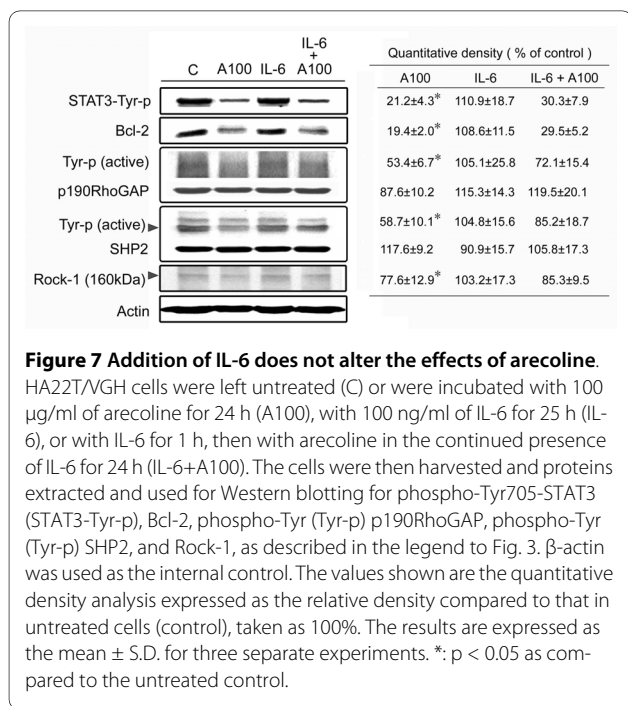 IL-6
+
C A100 IL-6 A100
STAT3-Tyr-p
Bcl-2
Tyr-p (active)
p190RhoGAP
Tyr-p (active)
SHP2
Rock-1 (160kDa)
Actin
Quantitative density ( % of control )
A100 IL-6 IL-6 + A100
21.2±4.3* 110.9±18.7 30.3±7.9
19.4±2.0* 108.6±11.5 29.5±5.2
53.4±6.7* 105.1±25.8 72.1±15.4
87.6±10.2 115.3±14.3 119.5±20.1
58.7±10.1* 104.8±15.6 85.2±18.7
117.6±9.2 90.9±15.7 105.8±17.3
77.6±12.9* 103.2±17.3 85.3±9.5
Figure 7 Addition of IL-6 does not alter the effects of arecoline.
HA22T/VGH cells were left untreated (C) or were incubated with 100
μg/ml of arecoline for 24 h (A100), with 100 ng/ml of IL-6 for 25 h (IL-
6), or with IL-6 for 1 h, then with arecoline in the continued presence
of IL-6 for 24 h (IL-6+A100). The cells were then harvested and proteins
extracted and used for Western blotting for phospho-Tyr705-STAT3
(STAT3-Tyr-p), Bcl-2, phospho-Tyr (Tyr-p) p190RhoGAP, phospho-Tyr
(Tyr-p) SHP2, and Rock-1, as described in the legend to Fig. 3. β-actin
was used as the internal control. The values shown are the quantitative
density analysis expressed as the relative density compared to that in
untreated cells (control), taken as 100%. The results are expressed as
the mean ± S.D. for three separate experiments. *: p < 0.05 as com-
pared to the untreated control.